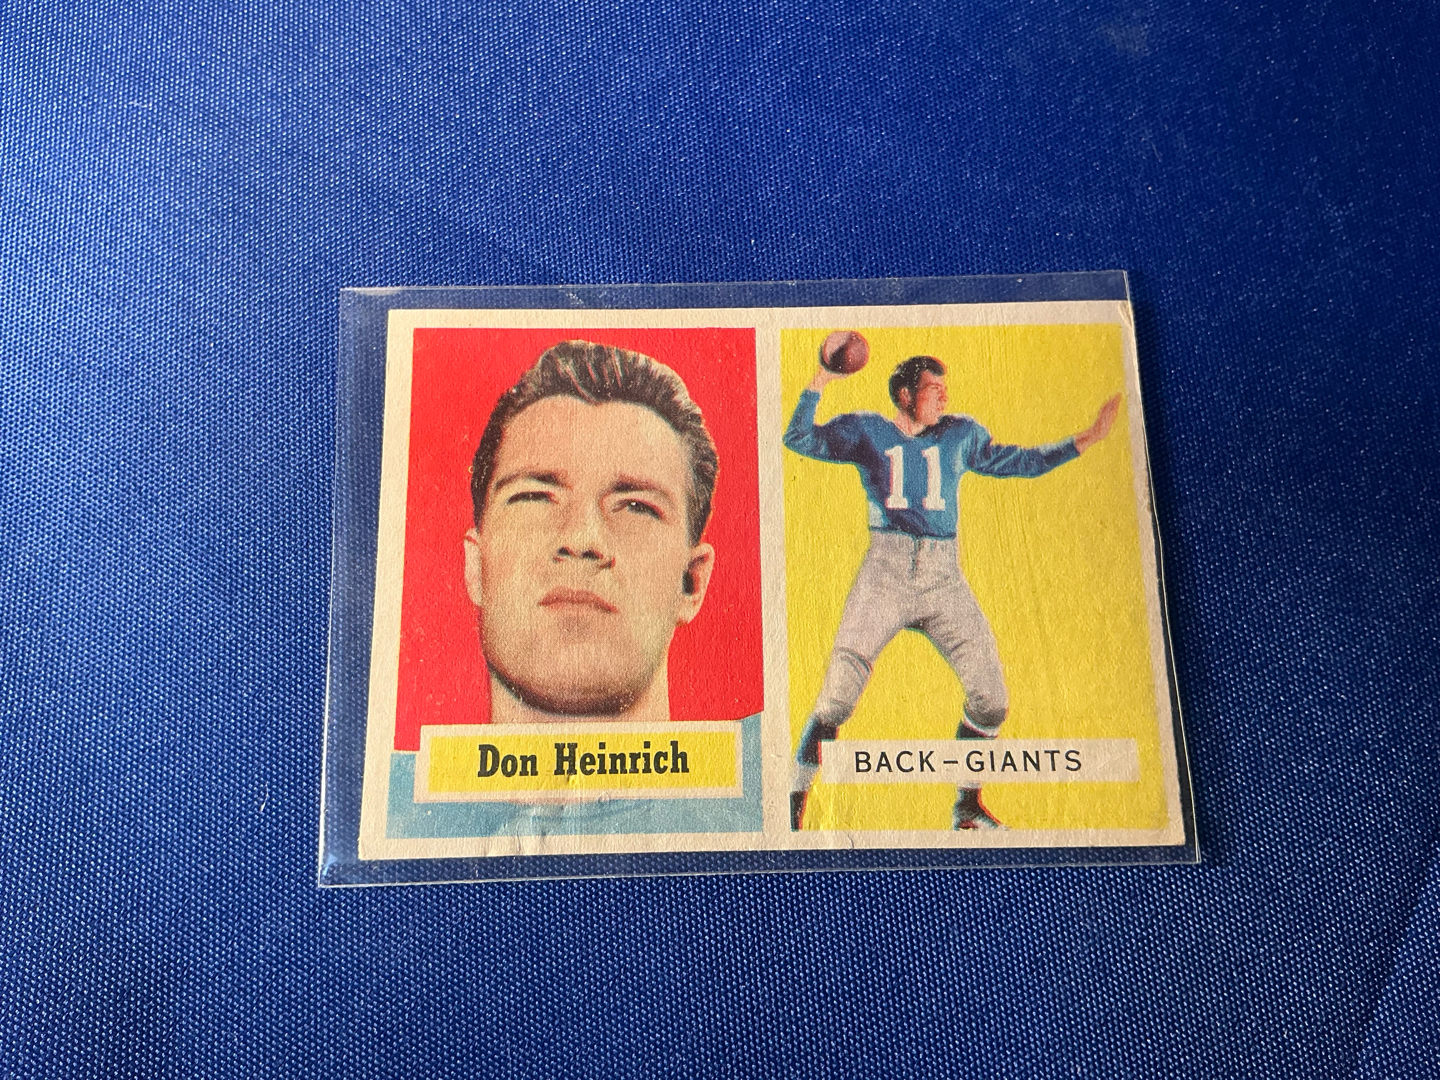 Don Heinrich
11
BACK-GIANTS